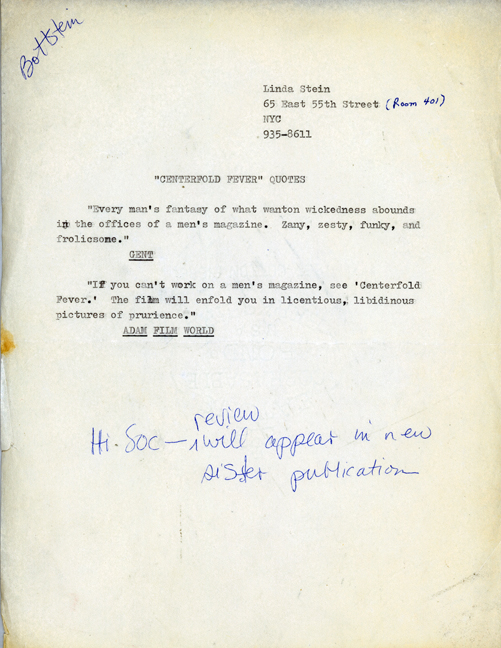 Bottstein
Linda Stein
65 East 55th Street (Room 401)
NYC
935-8611
"CENTERFOLD FEVER" QUOTES
"Every man's fantasy of what wanton wickedness abounds
in the offices of a men's magazine. Zany, zesty, funky, and
frolicsome."
GENT
"If you can't work on a men's magazine, see 'Centerfold
Fever.' The film will enfold you in licentious, libidinous
pictures of prurience."
ADAM FILM WORLD
review
Hi-Soc — will appear in new
sister publication